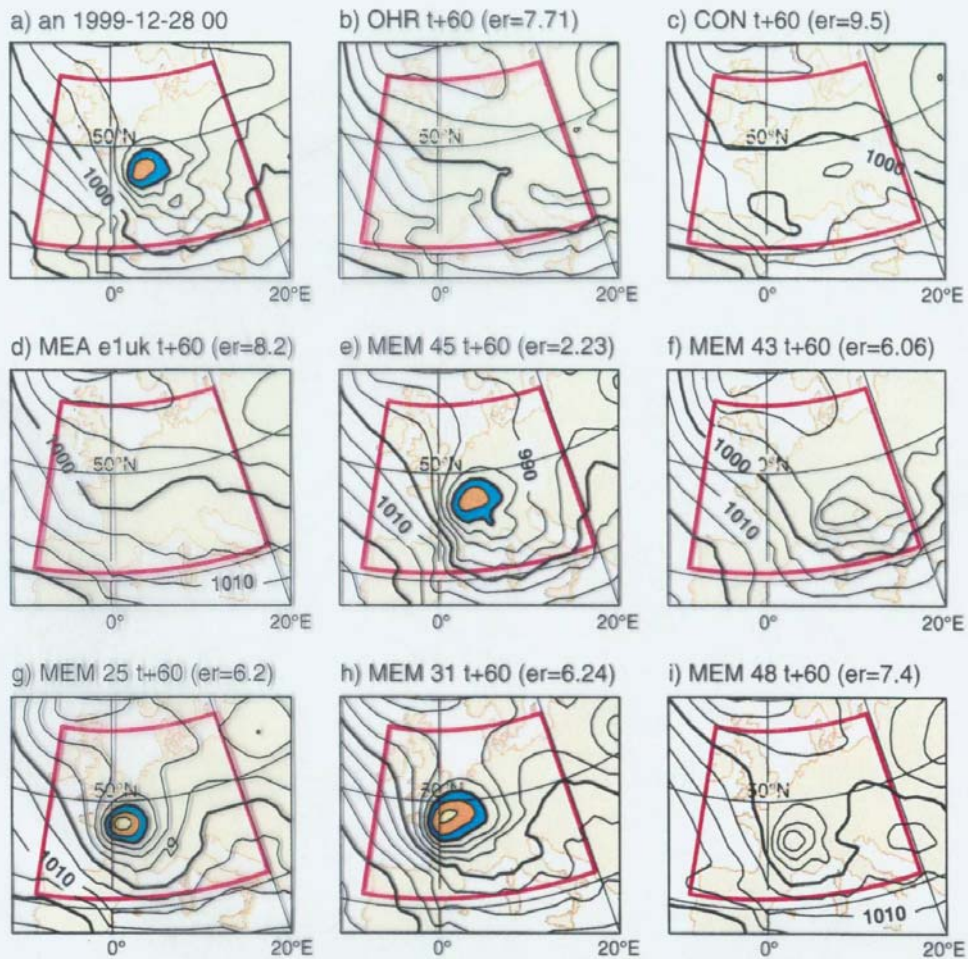 a) an 1999-12-28 00
b) OHR t+60 (er=7.71)
c) CON t+60 (er=9.5)
50°N
1000
0°
20°E
50°N
0°
20°E
50°N
1000
0°
20°E
d) MEA e1uk t+60 (er=8.2)
e) MEM 45 t+60 (er=2.23)
f) MEM 43 t+60 (er=6.06)
1000
50°N
1010
0°
20°E
50°N
990
1010
0°
20°E
1000
0°N
1010
0°
20°E
g) MEM 25 t+60 (er=6.2)
h) MEM 31 t+60 (er=6.24)
i) MEM 48 t+60 (er=7.4)
50°N
1010
0°
20°E
50°N
0°
20°E
50°N
1010
0°
20°E